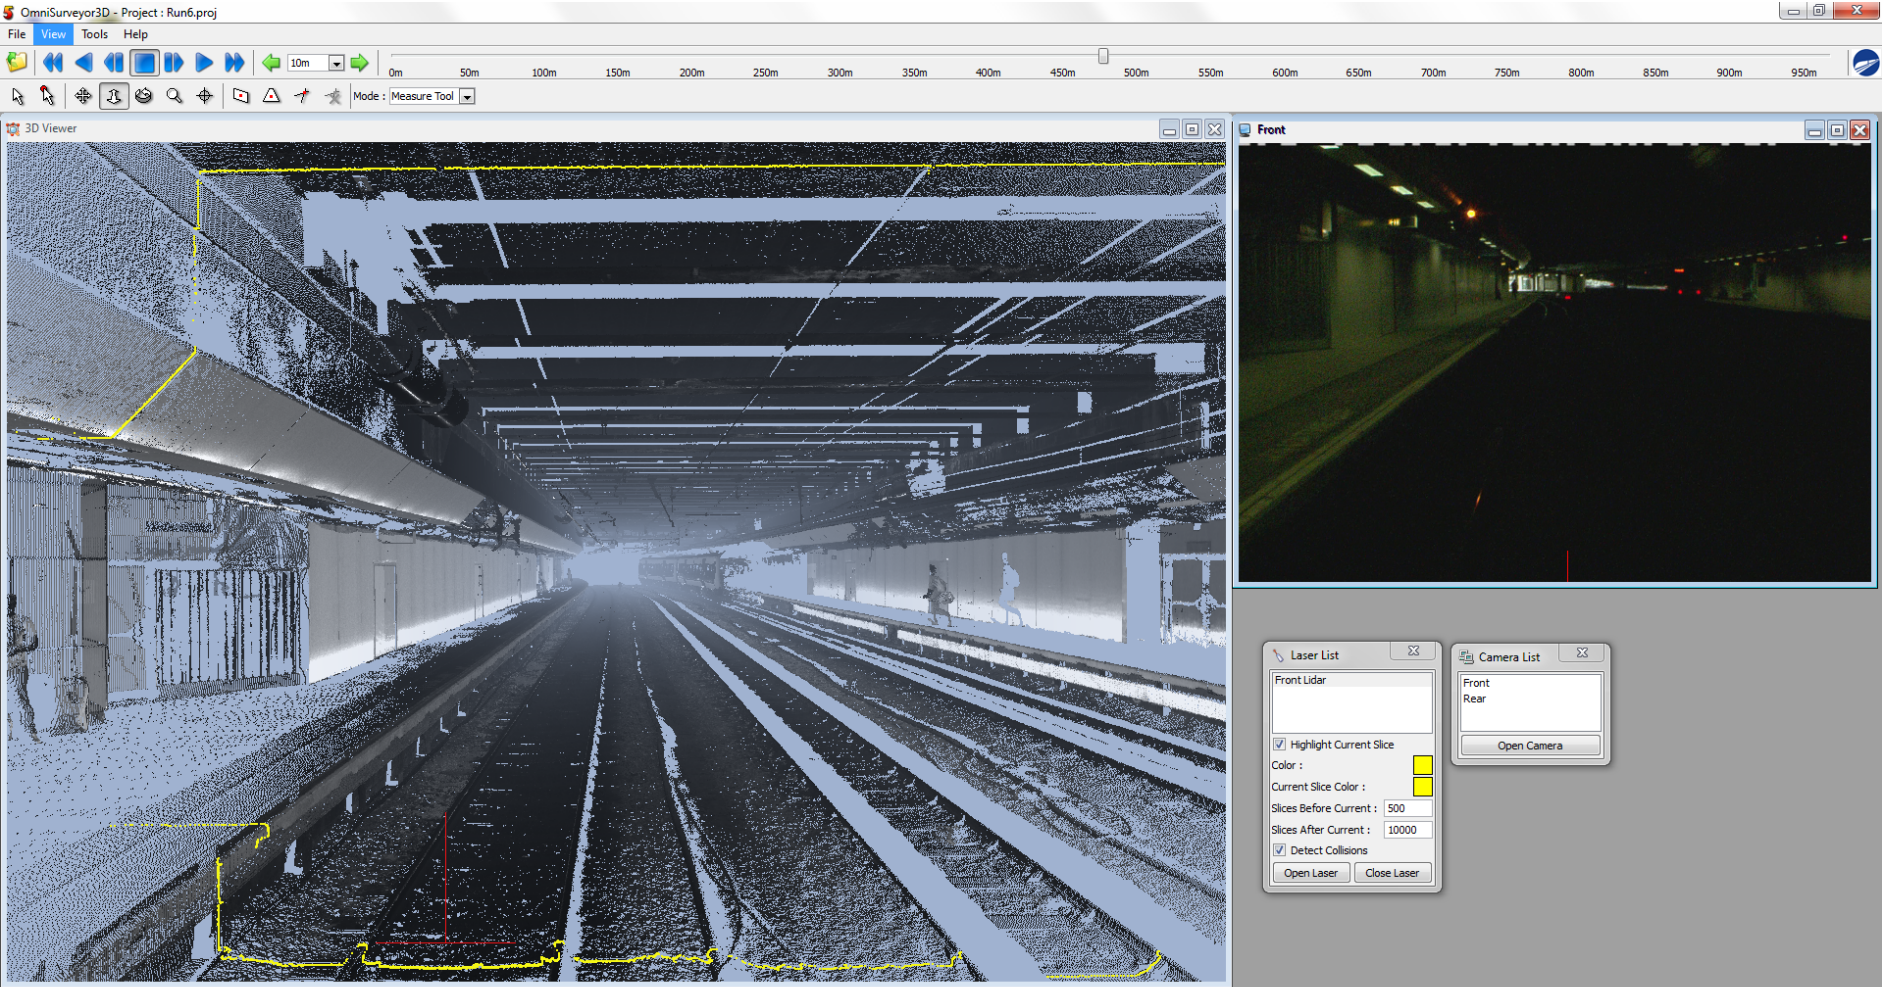 OmniSurveyor3D - Project : Run6.proj
File View Tools Help
10m
0m 50m 100m 150m 200m 250m 300m 350m 400m 450m 500m 550m 600m 650m 700m 750m 800m 850m 900m 950m
Mode : Measure Tool
3D Viewer
Front
Laser List
Front Lidar
Highlight Current Slice
Color :
Current Slice Color :
Slices Before Current : 500
Slices After Current : 10000
Detect Collisions
Open Laser Close Laser
Camera List
Front
Rear
Open Camera